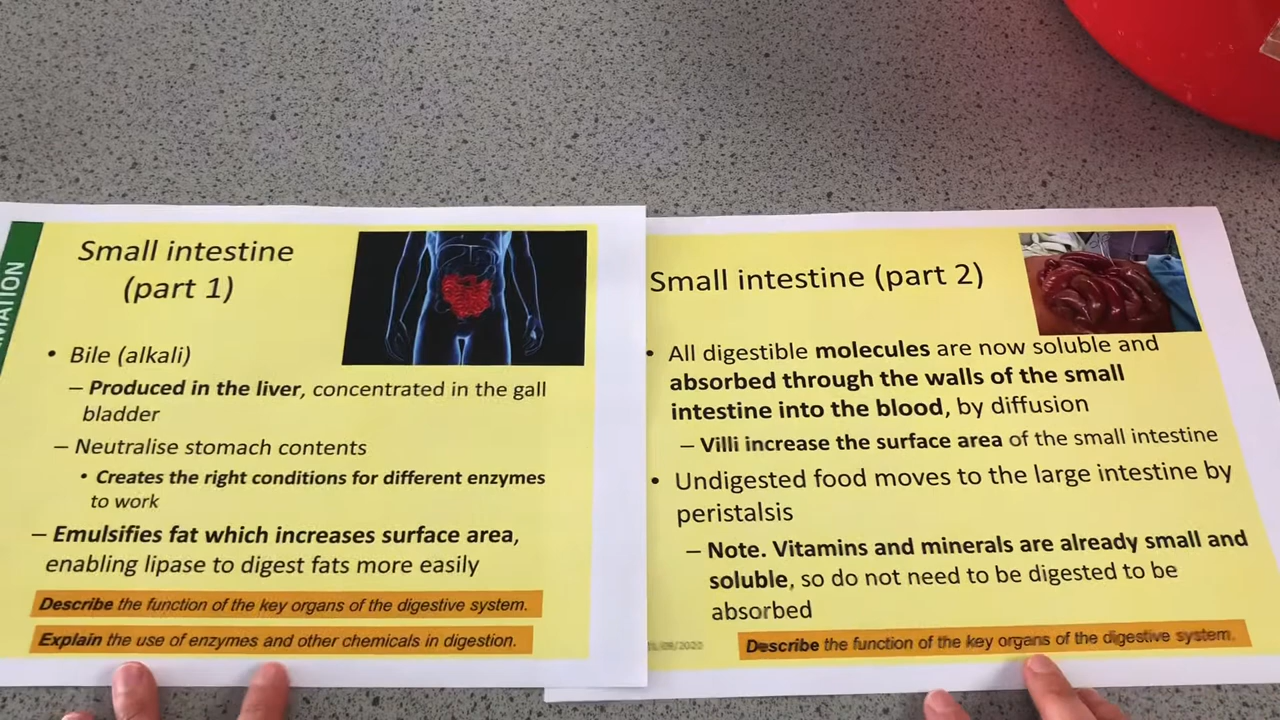 MATION
Small intestine
(part 1)
• Bile (alkali)
– Produced in the liver, concentrated in the gall
bladder
– Neutralise stomach contents
• Creates the right conditions for different enzymes
to work
– Emulsifies fat which increases surface area,
enabling lipase to digest fats more easily
Describe the function of the key organs of the digestive system.
Explain the use of enzymes and other chemicals in digestion.
Small intestine (part 2)
• All digestible molecules are now soluble and
absorbed through the walls of the small
intestine into the blood, by diffusion
– Villi increase the surface area of the small intestine
• Undigested food moves to the large intestine by
peristalsis
– Note. Vitamins and minerals are already small and
soluble, so do not need to be digested to be
absorbed
Describe the function of the key organs of the digestive system.